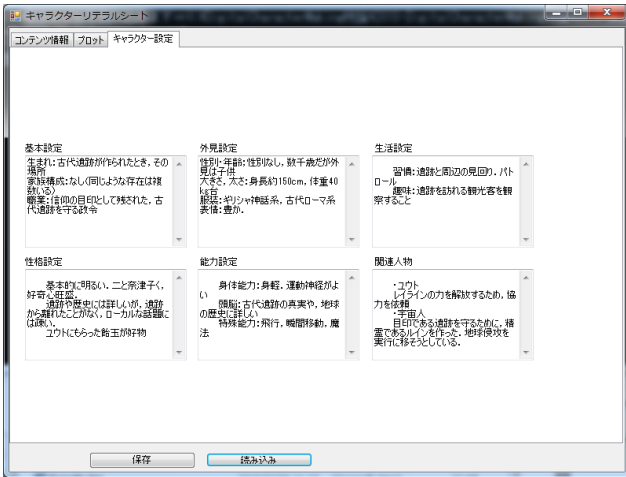 キャラクターリテラルシート
コンテンツ情報 プロット キャラクター設定
基本設定
生まれ:古代遺跡が作られたとき,その
場所
家族構成:なし(同じような存在は複
数いる)
職業:信仰の目印として残された,古
代遺跡を守る
外見設定
性別・年齢:性別なし,数千歳だが外
見は子供
大きさ,太さ:身長約150cm,体重40
kg台
服装:ギリシャ神話系,古代ローマ系
表情:豊か.
生活設定
習慣:遺跡と周辺の見回り,パト
ロール
趣味:遺跡を訪れる観光客を観
察すること
性格設定
基本的に明るい.
好奇心旺盛.
遺跡や歴史には詳しいが,遺跡
から離れたことがなく,ローカルな話題に
は疎い.
ユウトにもらった飴玉が好物
能力設定
身体能力:身軽.運動神経がよ
い
頭脳:古代遺跡の真実や,地球
の歴史に詳しい
特殊能力:飛行,瞬間移動,魔
法
関連人物
・ユウト
レイラインの力を解放するため,協
力を依頼
・宇宙人
目印である遺跡を守るために,精
霊であるルインを作った.地球侵攻を
実行に移そうとしている.
保存 読み込み